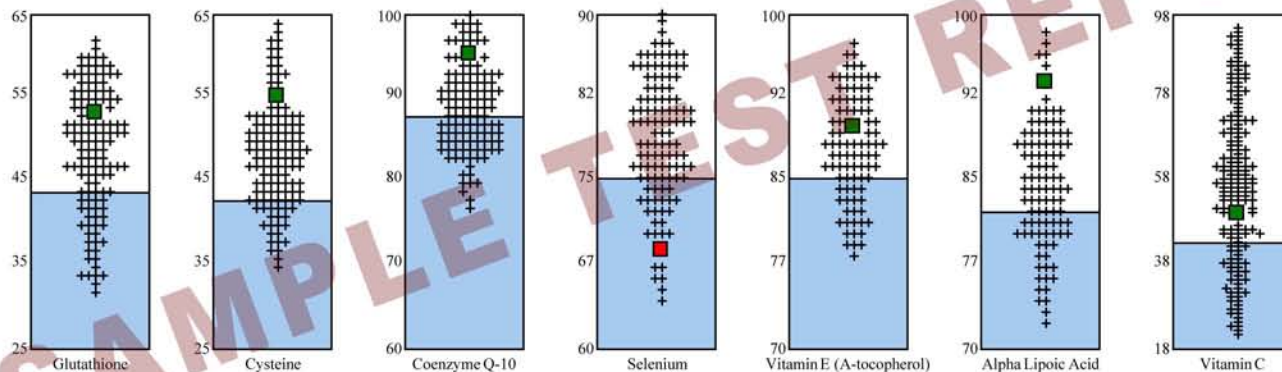 65 65 100 90 100 100 98
55 55 90 82 92 92 78
45 45 80 75 85 85 58
35 35 70 67 77 77 38
25 25 60 60 70 70 18
Glutathione Cysteine Coenzyme Q-10 Selenium Vitamin E (A-tocopherol) Alpha Lipoic Acid Vitamin C
SAMPLE TEST RE